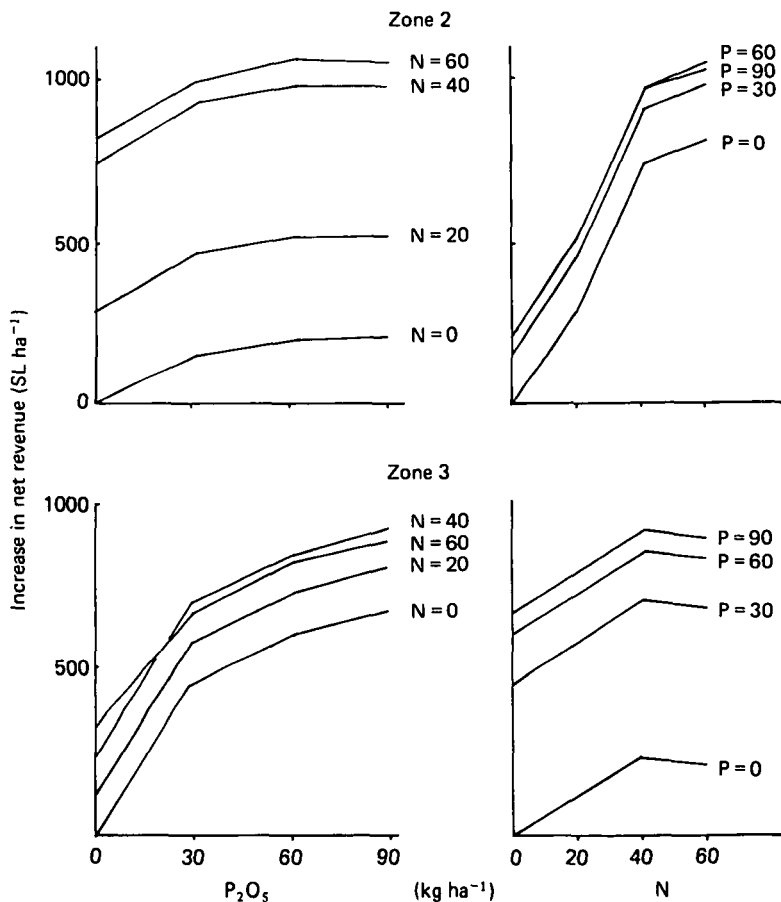 Zone 2
Increase in net revenue (SL ha⁻¹)
1000
500
0
N = 60
N = 40
N = 20
N = 0
P = 60
P = 90
P = 30
P = 0
Zone 3
1000
500
N = 40
N = 60
N = 20
N = 0
P = 90
P = 60
P = 30
P = 0
0 30 60 90
0 20 40 60
P₂O₅ (kg ha⁻¹) N